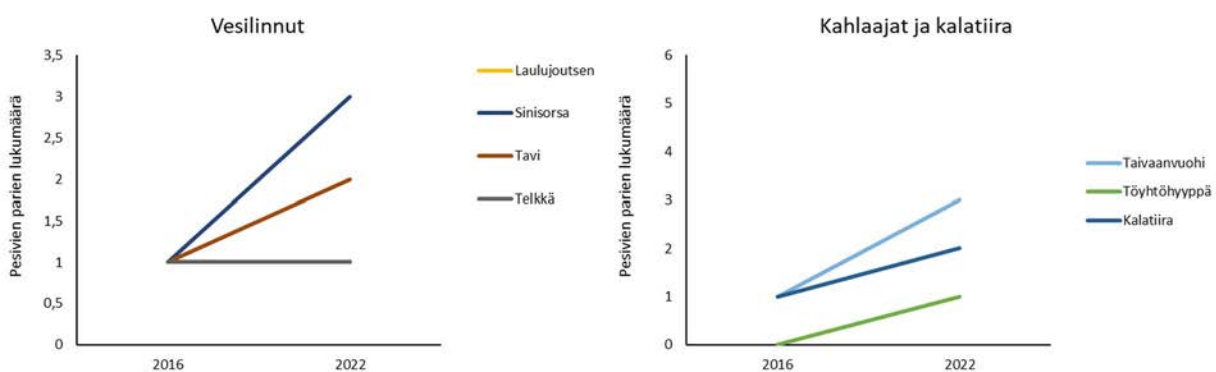 Vesilinnut
Pesivien parien lukumäärä
3,5
3
2,5
2
1,5
1
0,5
0
2016 2022
Laulujoutsen
Sinisorsa
Tavi
Telkkä
Kahlaajat ja kalatiira
Pesivien parien lukumäärä
6
5
4
3
2
1
0
2016 2022
Taivaanvuohi
Töyhtöhyyppä
Kalatiira